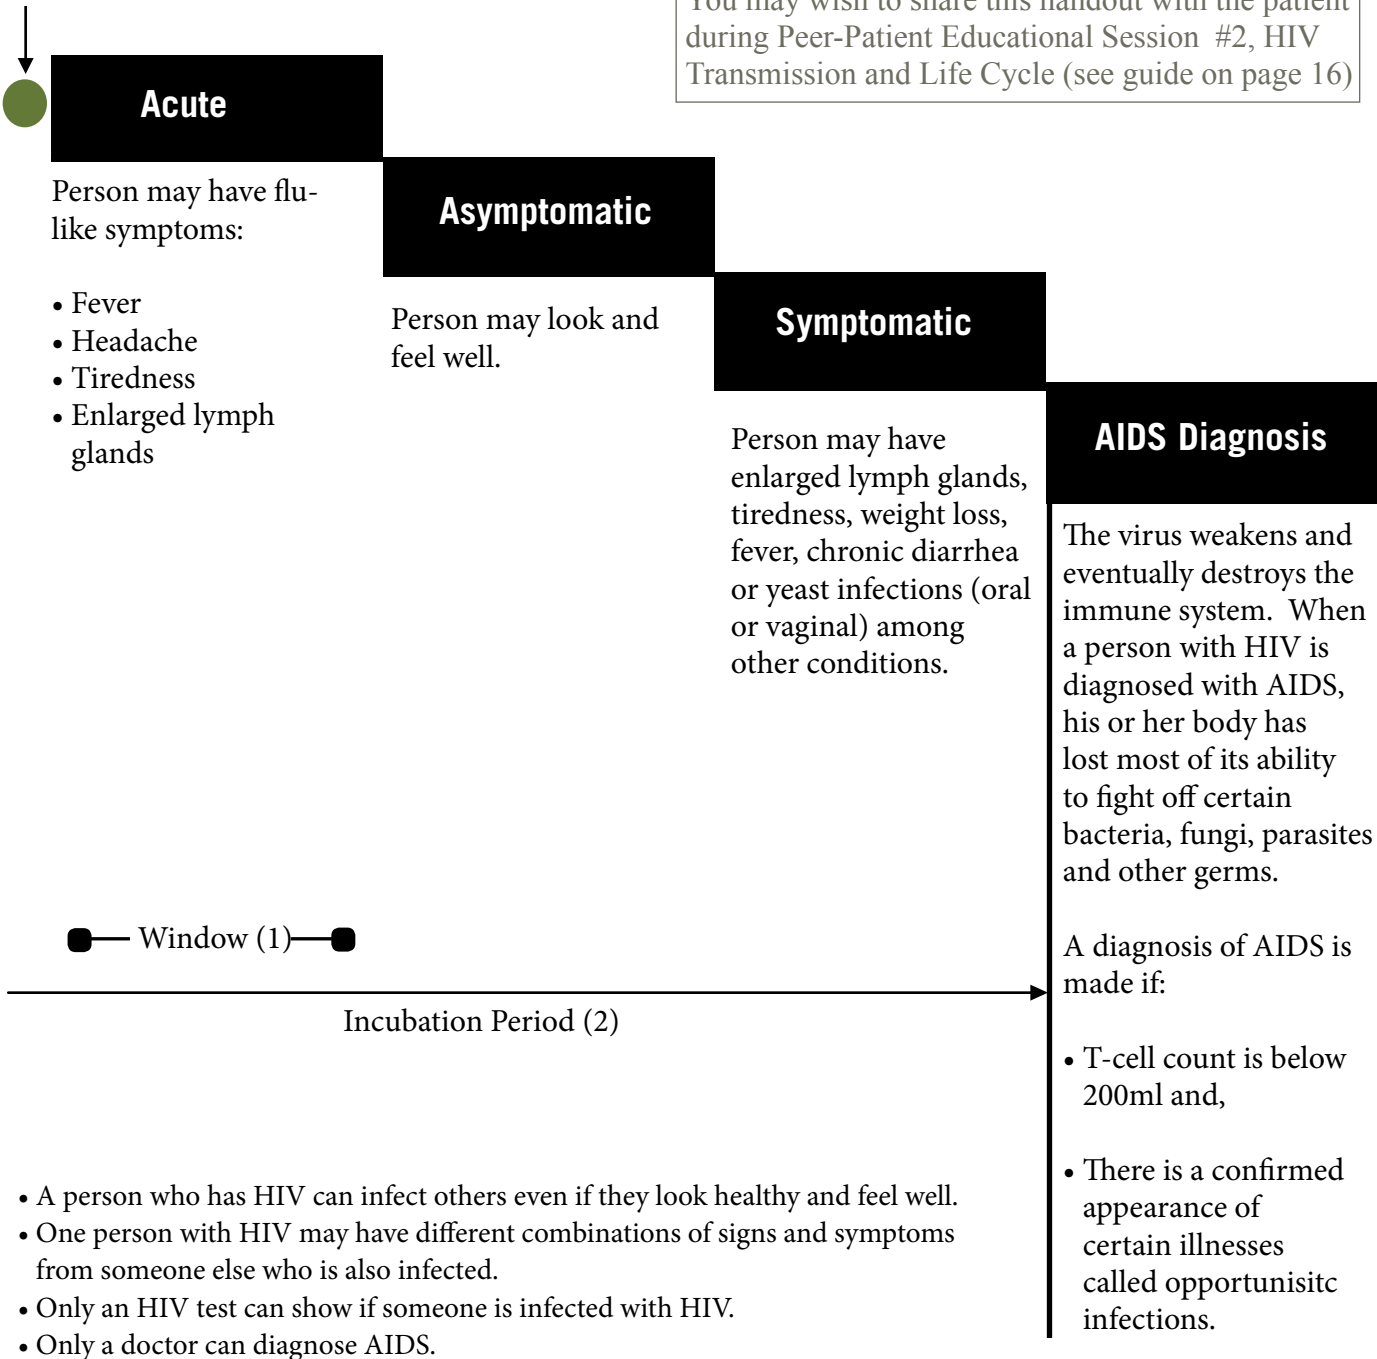 You may wish to share this handout with the patient
during Peer-Patient Educational Session  #2, HIV
Transmission and Life Cycle (see guide on page 16)
Acute
Person may have flu-
like symptoms:
• Fever
• Headache
• Tiredness
• Enlarged lymph
glands
Asymptomatic
Person may look and
feel well.
Symptomatic
Person may have
enlarged lymph glands,
tiredness, weight loss,
fever, chronic diarrhea
or yeast infections (oral
or vaginal) among
other conditions.
AIDS Diagnosis
The virus weakens and
eventually destroys the
immune system.  When
a person with HIV is
diagnosed with AIDS,
his or her body has
lost most of its ability
to fight off certain
bacteria, fungi, parasites
and other germs.
A diagnosis of AIDS is
made if:
• T-cell count is below
200ml and,
• There is a confirmed
appearance of
certain illnesses
called opportunisitc
infections.
Window (1)
Incubation Period (2)
• A person who has HIV can infect others even if they look healthy and feel well.
• One person with HIV may have different combinations of signs and symptoms
from someone else who is also infected.
• Only an HIV test can show if someone is infected with HIV.
• Only a doctor can diagnose AIDS.